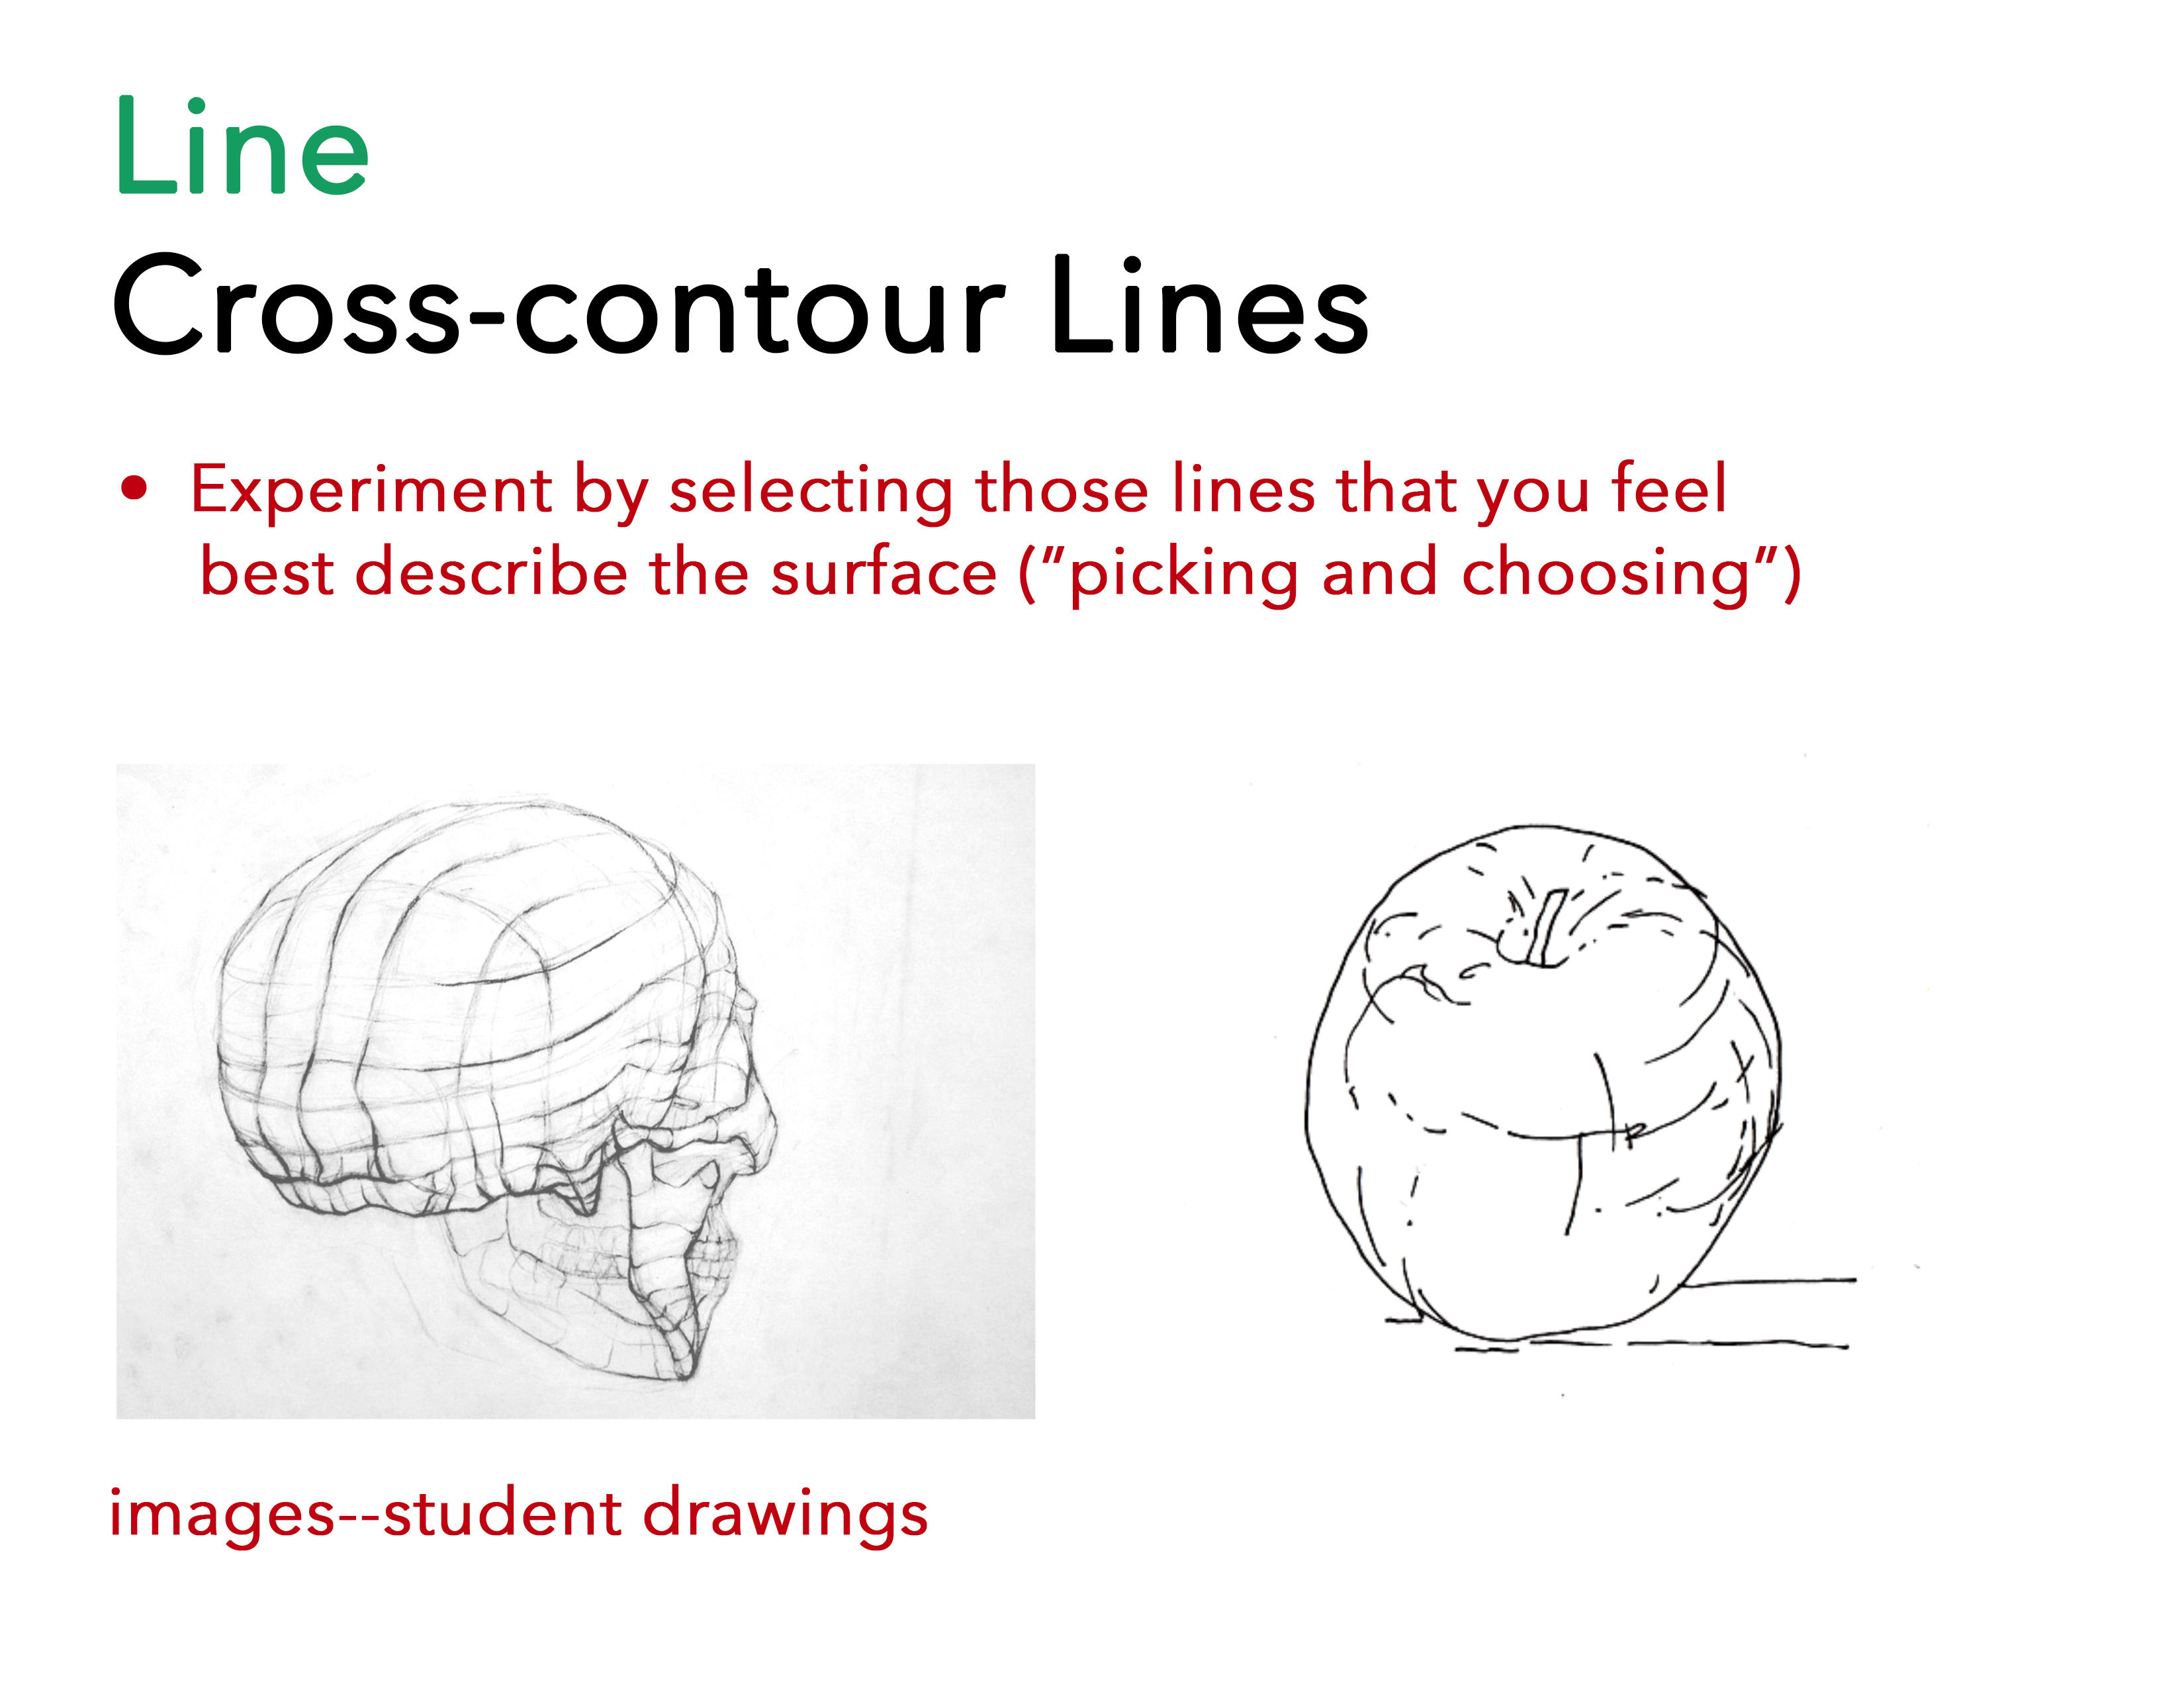 Line
Cross-contour Lines
• Experiment by selecting those lines that you feel
best describe the surface (“picking and choosing”)
images--student drawings